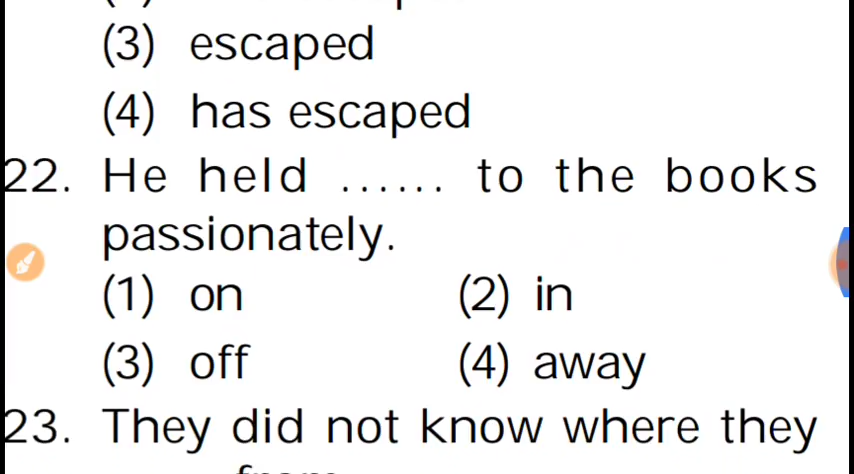 (3) escaped
(4) has escaped
22. He held ...... to the books
passionately.
(1) on (2) in
(3) off (4) away
23. They did not know where they